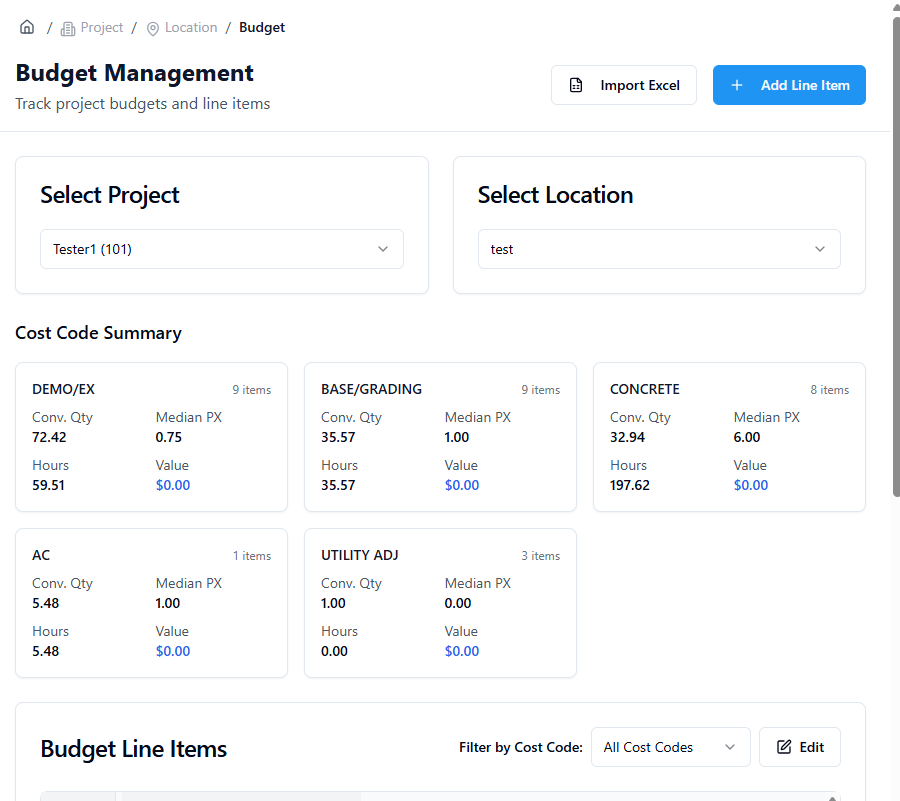 / Project / Location / Budget
Budget Management
Track project budgets and line items
Import Excel
+ Add Line Item
Select Project
Tester1 (101)
Select Location
test
Cost Code Summary
DEMO/EX 9 items
Conv. Qty Median PX
72.42 0.75
Hours Value
59.51 $0.00
BASE/GRADING 9 items
Conv. Qty Median PX
35.57 1.00
Hours Value
35.57 $0.00
CONCRETE 8 items
Conv. Qty Median PX
32.94 6.00
Hours Value
197.62 $0.00
AC 1 items
Conv. Qty Median PX
5.48 1.00
Hours Value
5.48 $0.00
UTILITY ADJ 3 items
Conv. Qty Median PX
1.00 0.00
Hours Value
0.00 $0.00
Budget Line Items
Filter by Cost Code: All Cost Codes
Edit